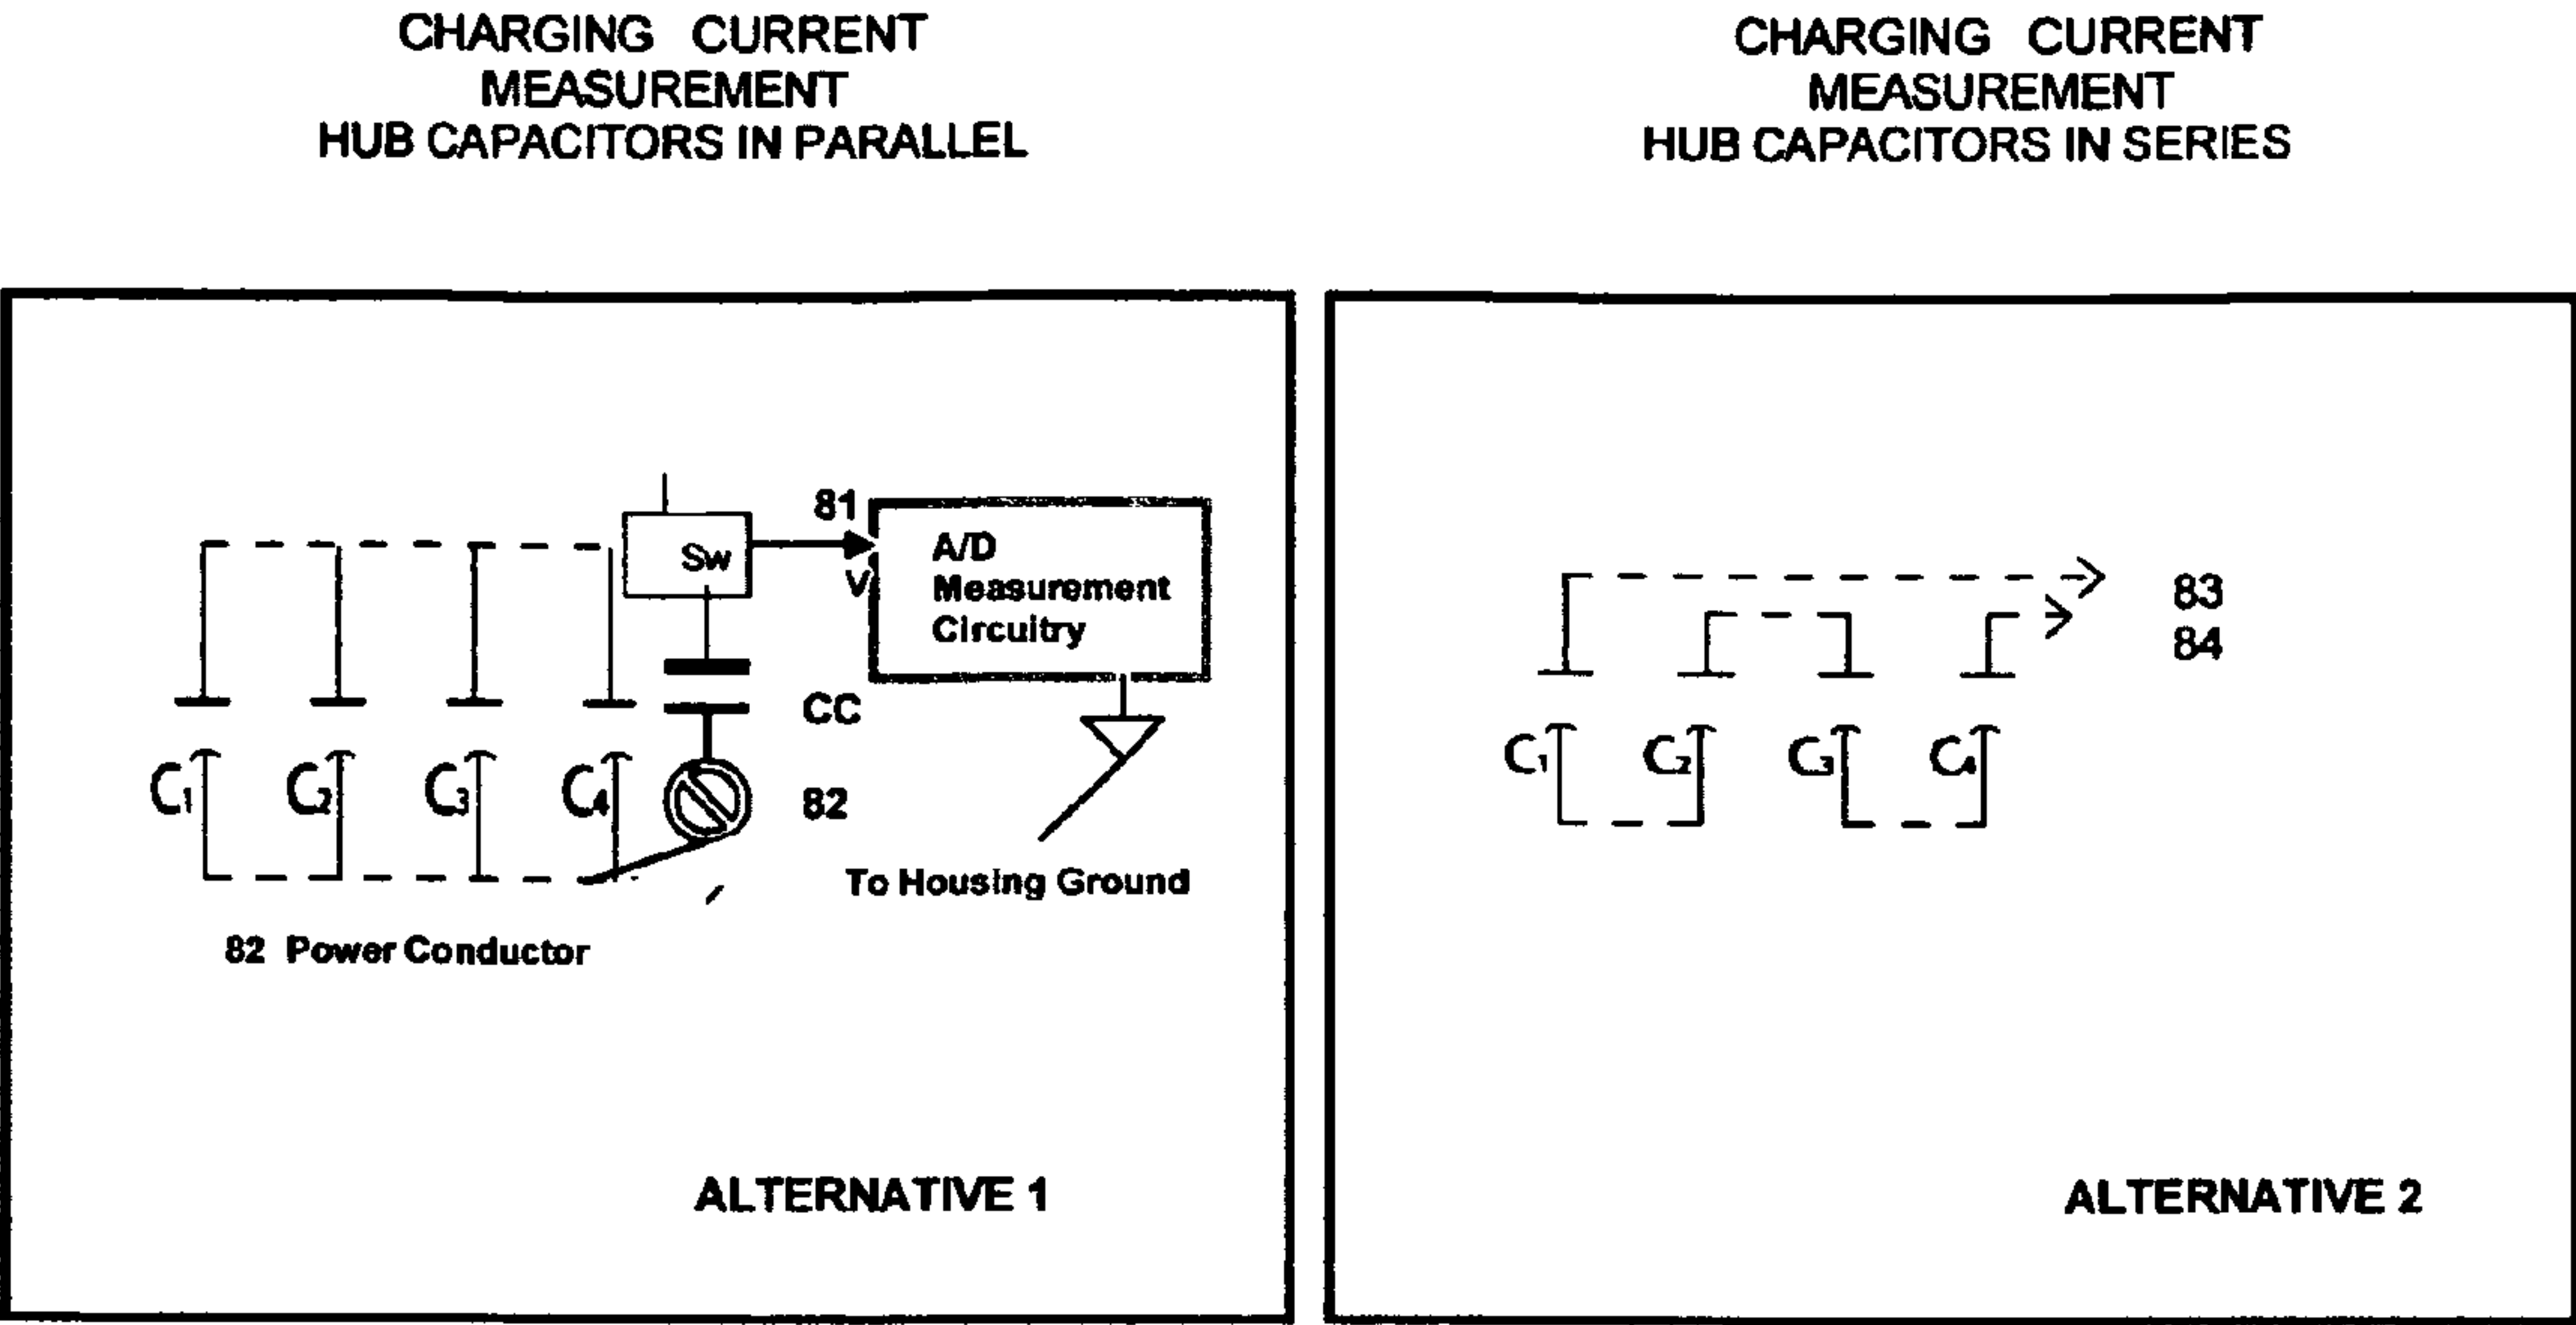 CHARGING CURRENT
MEASUREMENT
HUB CAPACITORS IN PARALLEL
CHARGING CURRENT
MEASUREMENT
HUB CAPACITORS IN SERIES
Sw
81
V
A/D
Measurement
Circuitry
C1
C2
C3
C4
CC
82
To Housing Ground
82 Power Conductor
ALTERNATIVE 1
83
84
C1
C2
C3
C4
ALTERNATIVE 2